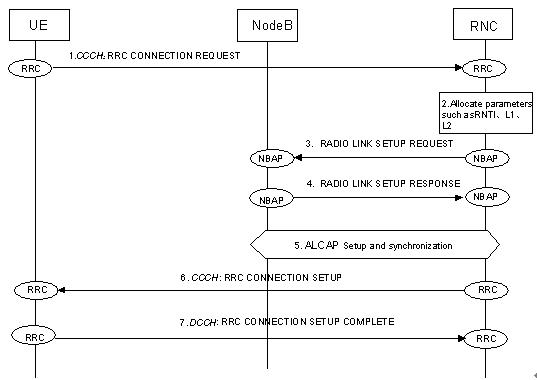 UE
NodeB
RNC
1.CCCH: RRC CONNECTION REQUEST
RRC
RRC
2.Allocate parameters
such asRNTI、L1、
L2
3. RADIO LINK SETUP REQUEST
NBAP
NBAP
4. RADIO LINK SETUP RESPONSE
NBAP
NBAP
5. ALCAP Setup and synchronization
6.CCCH: RRC CONNECTION SETUP
RRC
RRC
7.DCCH: RRC CONNECTION SETUP COMPLETE
RRC
RRC